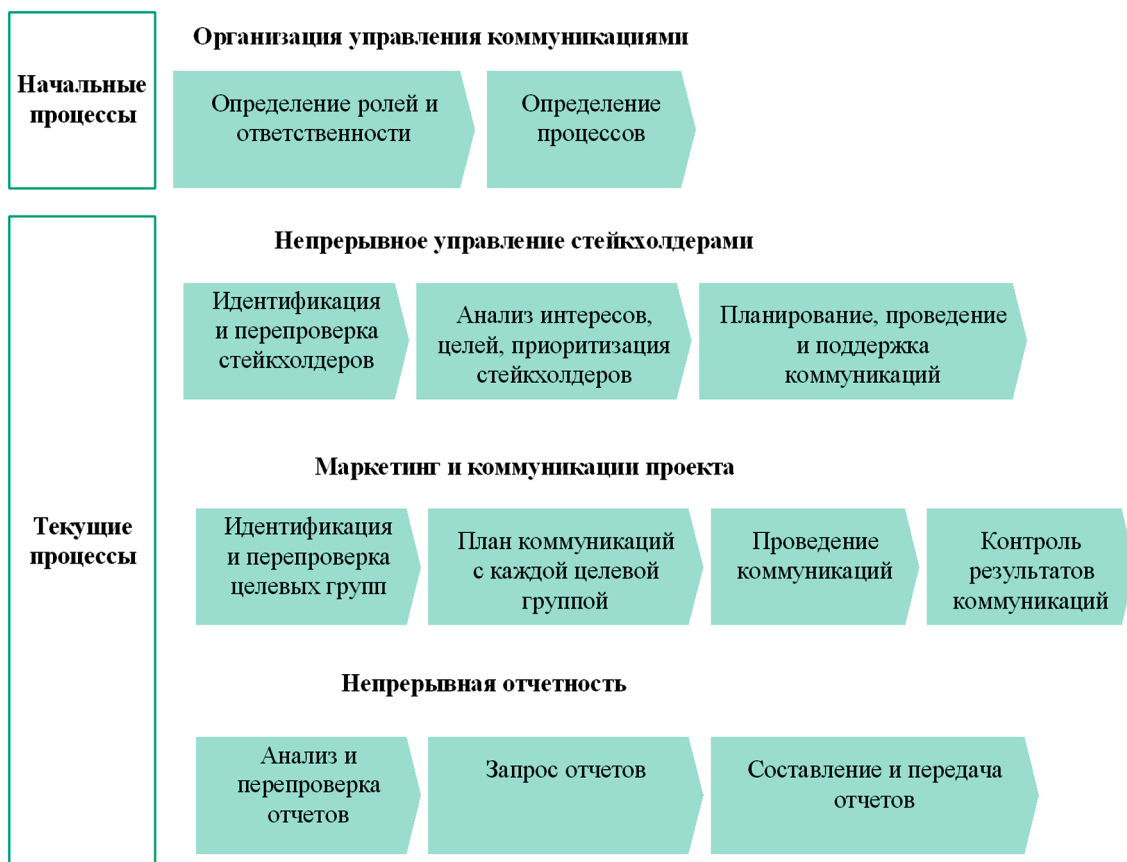 Начальные
процессы
Организация управления коммуникациями
Определение ролей и
ответственности
Определение
процессов
Текущие
процессы
Непрерывное управление стейкхолдерами
Идентификация
и перепроверка
стейкхолдеров
Анализ интересов,
целей, приоритизация
стейкхолдеров
Планирование, проведение
и поддержка
коммуникаций
Маркетинг и коммуникации проекта
Идентификация
и перепроверка
целевых групп
План коммуникаций
с каждой целевой
группой
Проведение
коммуникаций
Контроль
результатов
коммуникаций
Непрерывная отчетность
Анализ и
перепроверка
отчетов
Запрос отчетов
Составление и передача
отчетов